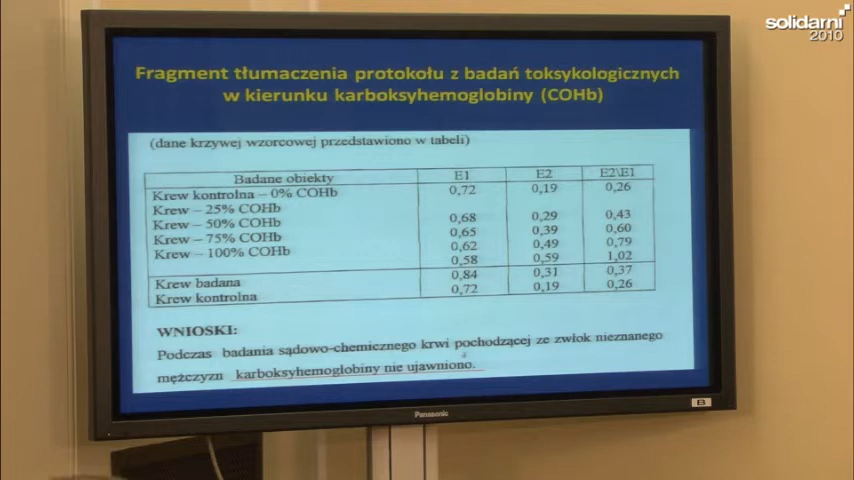 solidarni
2010
Fragment tłumaczenia protokołu z badań toksykologicznych
w kierunku karboksyhemoglobiny (COHb)
(dane krzywej wzorcowej przedstawiono w tabeli)
Badane obiekty E1 E2 E2\E1
Krew kontrolna – 0% COHb 0,72 0,19 0,26
Krew – 25% COHb 0,68 0,29 0,43
Krew – 50% COHb 0,65 0,39 0,60
Krew – 75% COHb 0,62 0,49 0,79
Krew – 100% COHb 0,58 0,59 1,02
Krew badana 0,84 0,31 0,37
Krew kontrolna 0,72 0,19 0,26
WNIOSKI:
Podczas badania sądowo-chemicznego krwi pochodzącej ze zwłok nieznanego
mężczyzn karboksyhemoglobiny nie ujawniono.
Panasonic
B